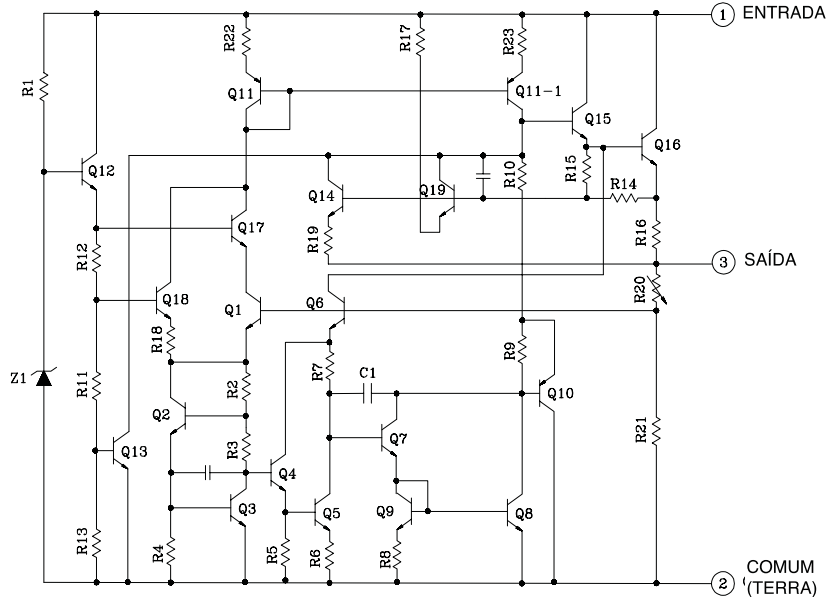 1 ENTRADA
R22
R17
R23
R1
Q11
Q11-1
Q15
Q16
Q12
Q14
Q19
R10
R15
R14
R12
Q17
R19
R16
3 SAÍDA
Q18
Q1
Q6
R20
R18
R9
Z1
R11
R2
R7
C1
Q10
Q2
Q13
R3
Q7
R21
Q4
Q3
Q5
Q9
Q8
R13
R4
R5
R6
R8
COMUM
2 (TERRA)